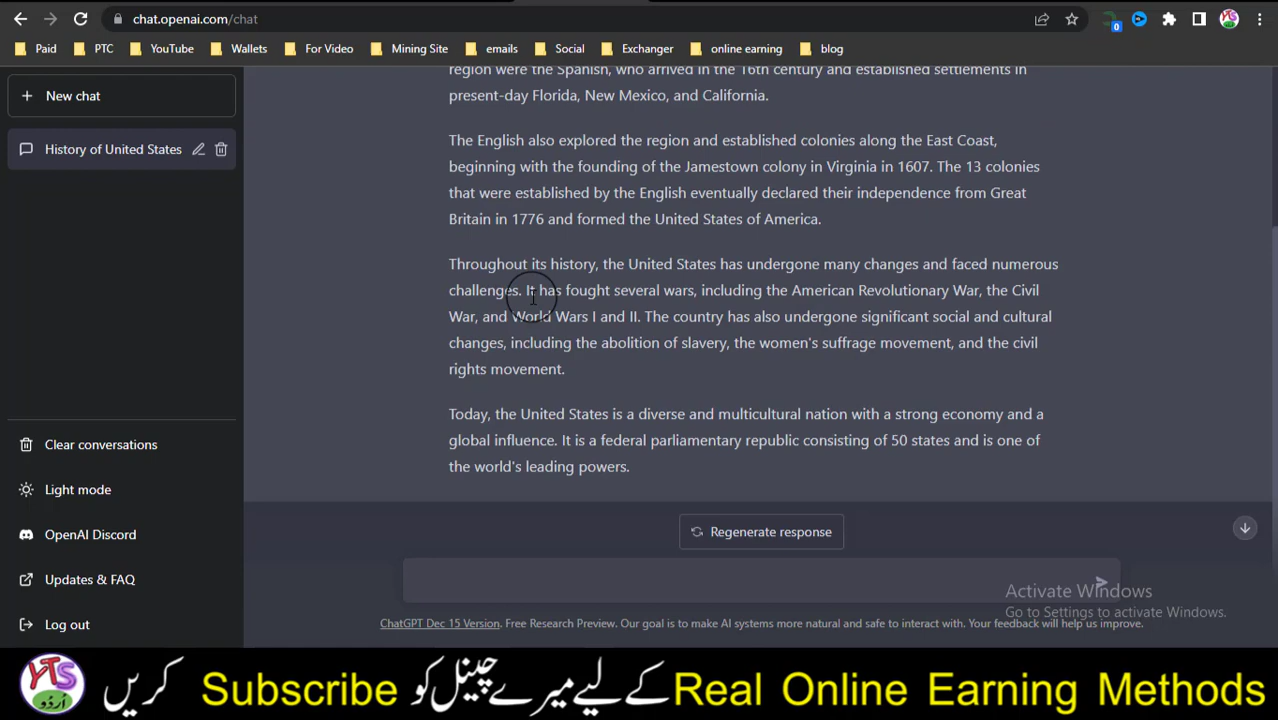 chat.openai.com/chat
0
Paid PTC YouTube Wallets For Video Mining Site emails Social Exchanger online earning blog
New chat
History of United States
Clear conversations
Light mode
OpenAI Discord
Updates & FAQ
Log out
region were the Spanish, who arrived in the 16th century and established settlements in
present-day Florida, New Mexico, and California.
The English also explored the region and established colonies along the East Coast,
beginning with the founding of the Jamestown colony in Virginia in 1607. The 13 colonies
that were established by the English eventually declared their independence from Great
Britain in 1776 and formed the United States of America.
Throughout its history, the United States has undergone many changes and faced numerous
challenges. It has fought several wars, including the American Revolutionary War, the Civil
War, and World Wars I and II. The country has also undergone significant social and cultural
changes, including the abolition of slavery, the women's suffrage movement, and the civil
rights movement.
Today, the United States is a diverse and multicultural nation with a strong economy and a
global influence. It is a federal parliamentary republic consisting of 50 states and is one of
the world's leading powers.
Regenerate response
Activate Windows
Go to Settings to activate Windows.
ChatGPT Dec 15 Version. Free Research Preview. Our goal is to make AI systems more natural and safe to interact with. Your feedback will help us improve.
YTS اردو
Real Online Earning Methods کے لیے میرے چینل کو Subscribe کریں